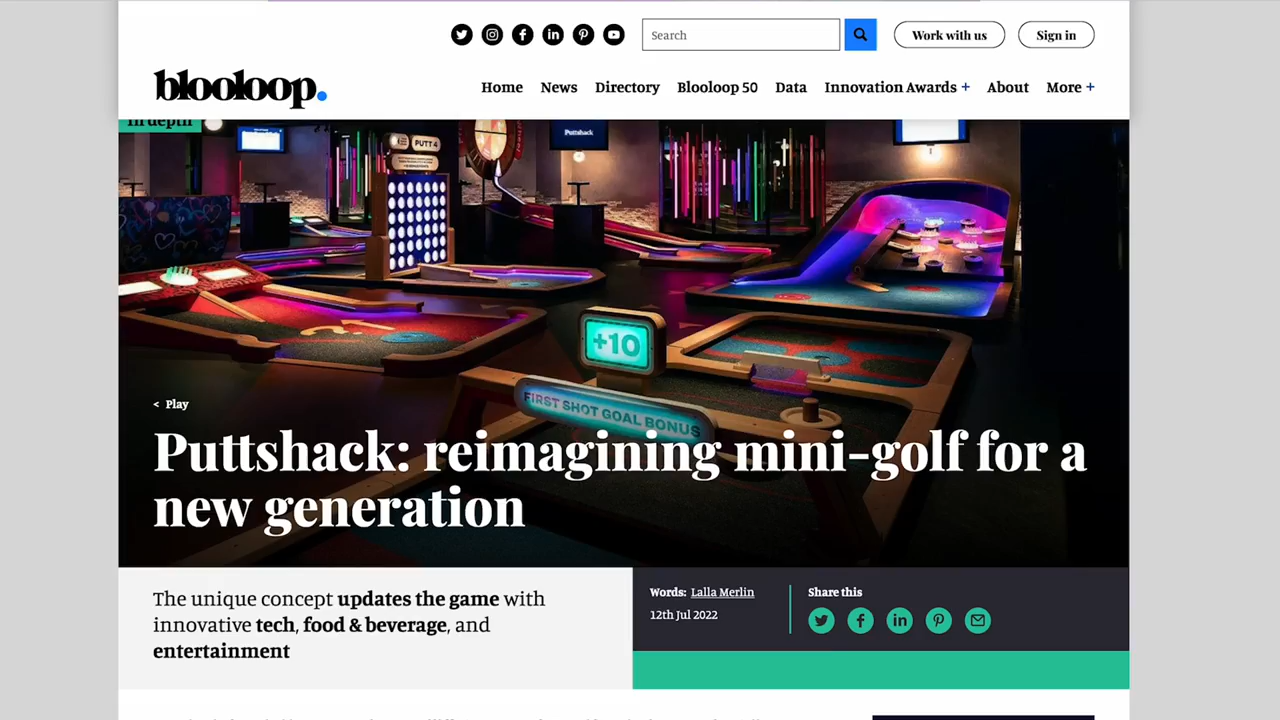 Search
Work with us
Sign in
blooloop.
Home
News
Directory
Blooloop 50
Data
Innovation Awards +
About
More +
In depth
Puttshack
PUTT 4
+10
FIRST SHOT GOAL BONUS
< Play
Puttshack: reimagining mini-golf for a
new generation
The unique concept updates the game with
innovative tech, food & beverage, and
entertainment
Words: Lalla Merlin
12th Jul 2022
Share this